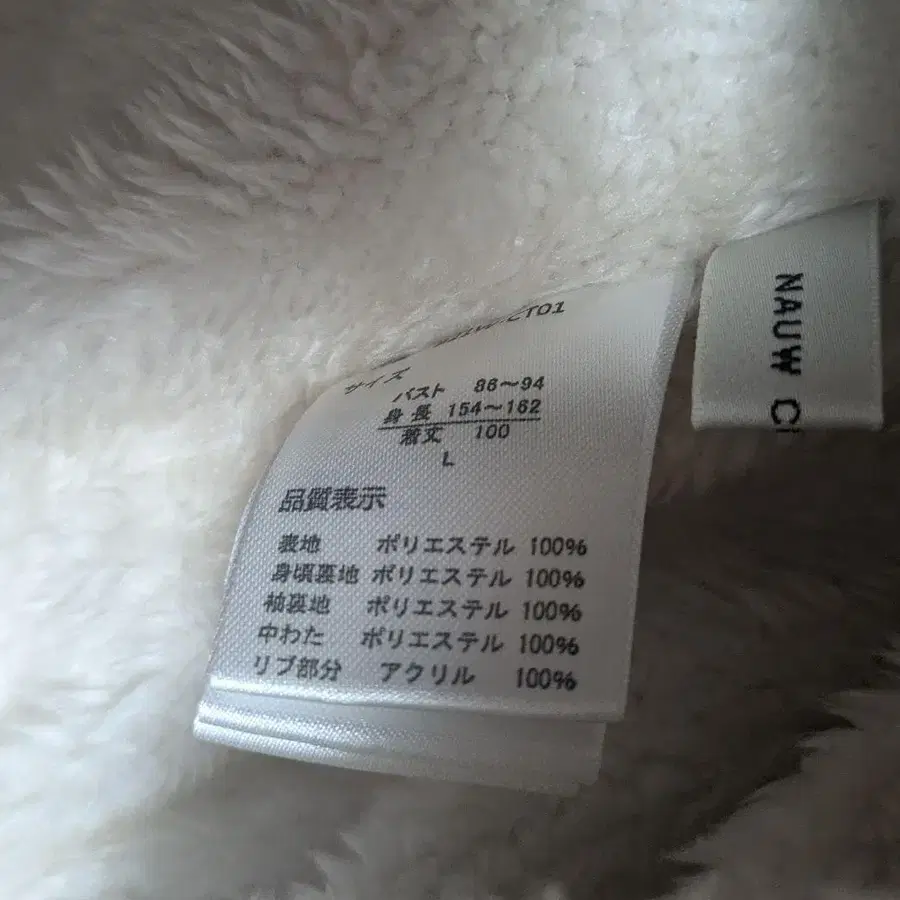 CT01
サイズ
バスト 86～94
身長 154～162
着丈 100
L
品質表示
表地 ポリエステル 100%
身頃裏地 ポリエステル 100%
袖裏地 ポリエステル 100%
中わた ポリエステル 100%
リブ部分 アクリル 100%
NAUW